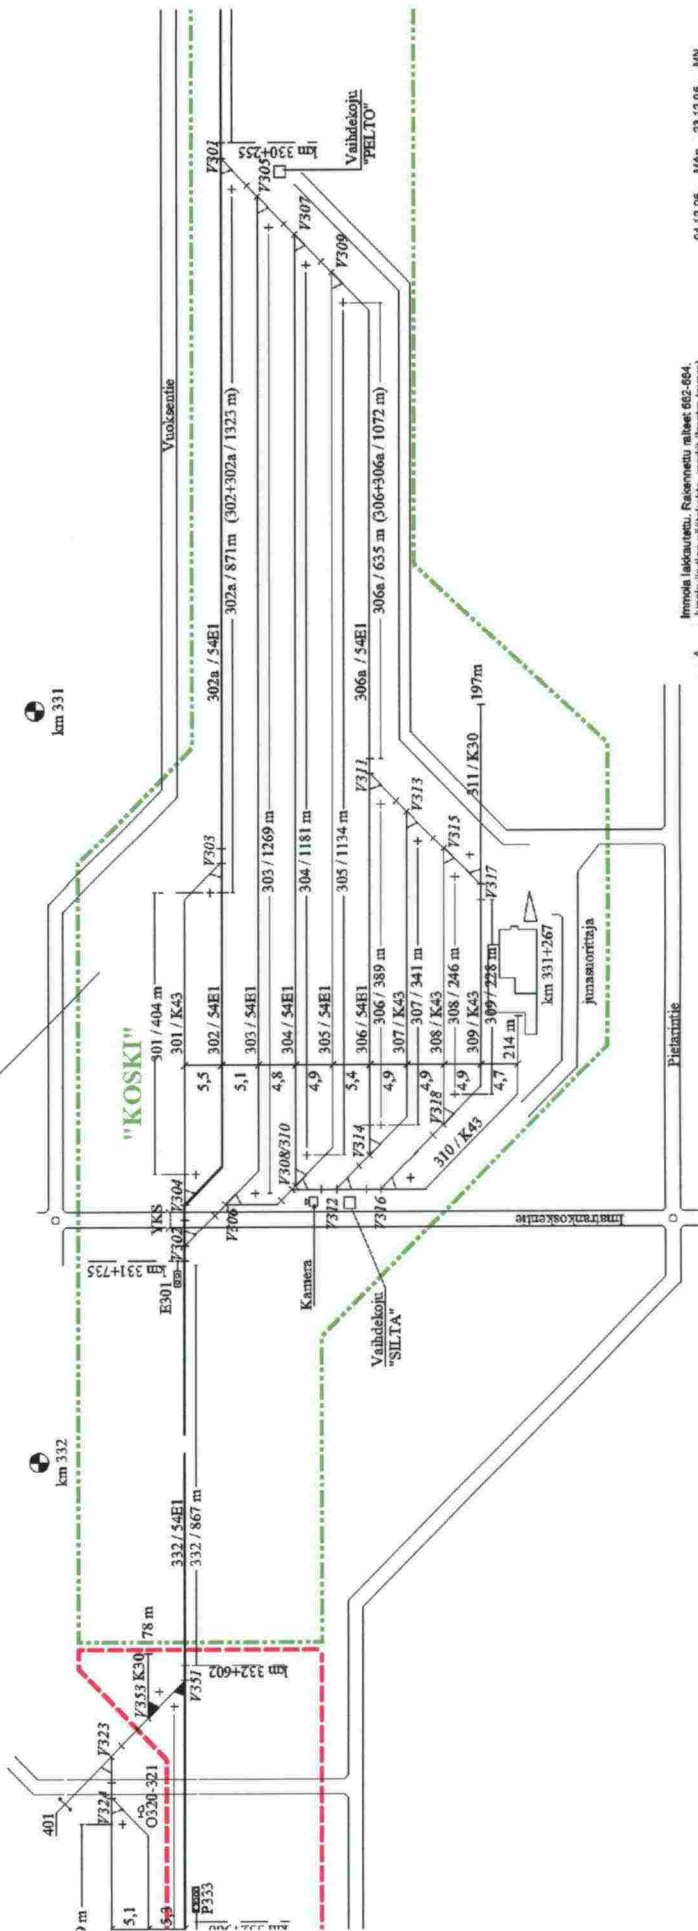 km 331
km 332
Vuoksentie
"KOSKI"
V301
km 330+255
V305
Vaihdekoju
"PELTO"
V307
V309
302a / 54E1
302a / 871m (302+302a / 1323 m)
303 / 1269 m
304 / 1181 m
305 / 1134 m
306a / 54E1
306a / 635 m (306+306a / 1072 m)
V303
V311
V313
V315
V317
311 / K30
197m
301 / 404 m
301 / K43
302 / 54E1
303 / 54E1
304 / 54E1
305 / 54E1
306 / 54E1
306 / 389 m
307 / K43
307 / 341 m
308 / K43
308 / 246 m
309 / K43
309 / 228 m
214 m
5,5
5,1
4,8
4,9
5,4
4,9
4,9
4,9
4,7
km 331+267
junasuorittaja
Pietarintie
310 / K43
V304
YKS
V302
V306
V308/310
V314
V318
V312
V316
Imatrankoskentie
km 331+735
E301
Kamera
Vaihdekoju
"SILTA"
332 / 54E1
332 / 867 m
78 m
V353 K30
V351
km 332+602
V323
V324
401
O320-321
5,1
5,3
P333
Immola lakkautettu. Rakennettu raiteet 682-684.